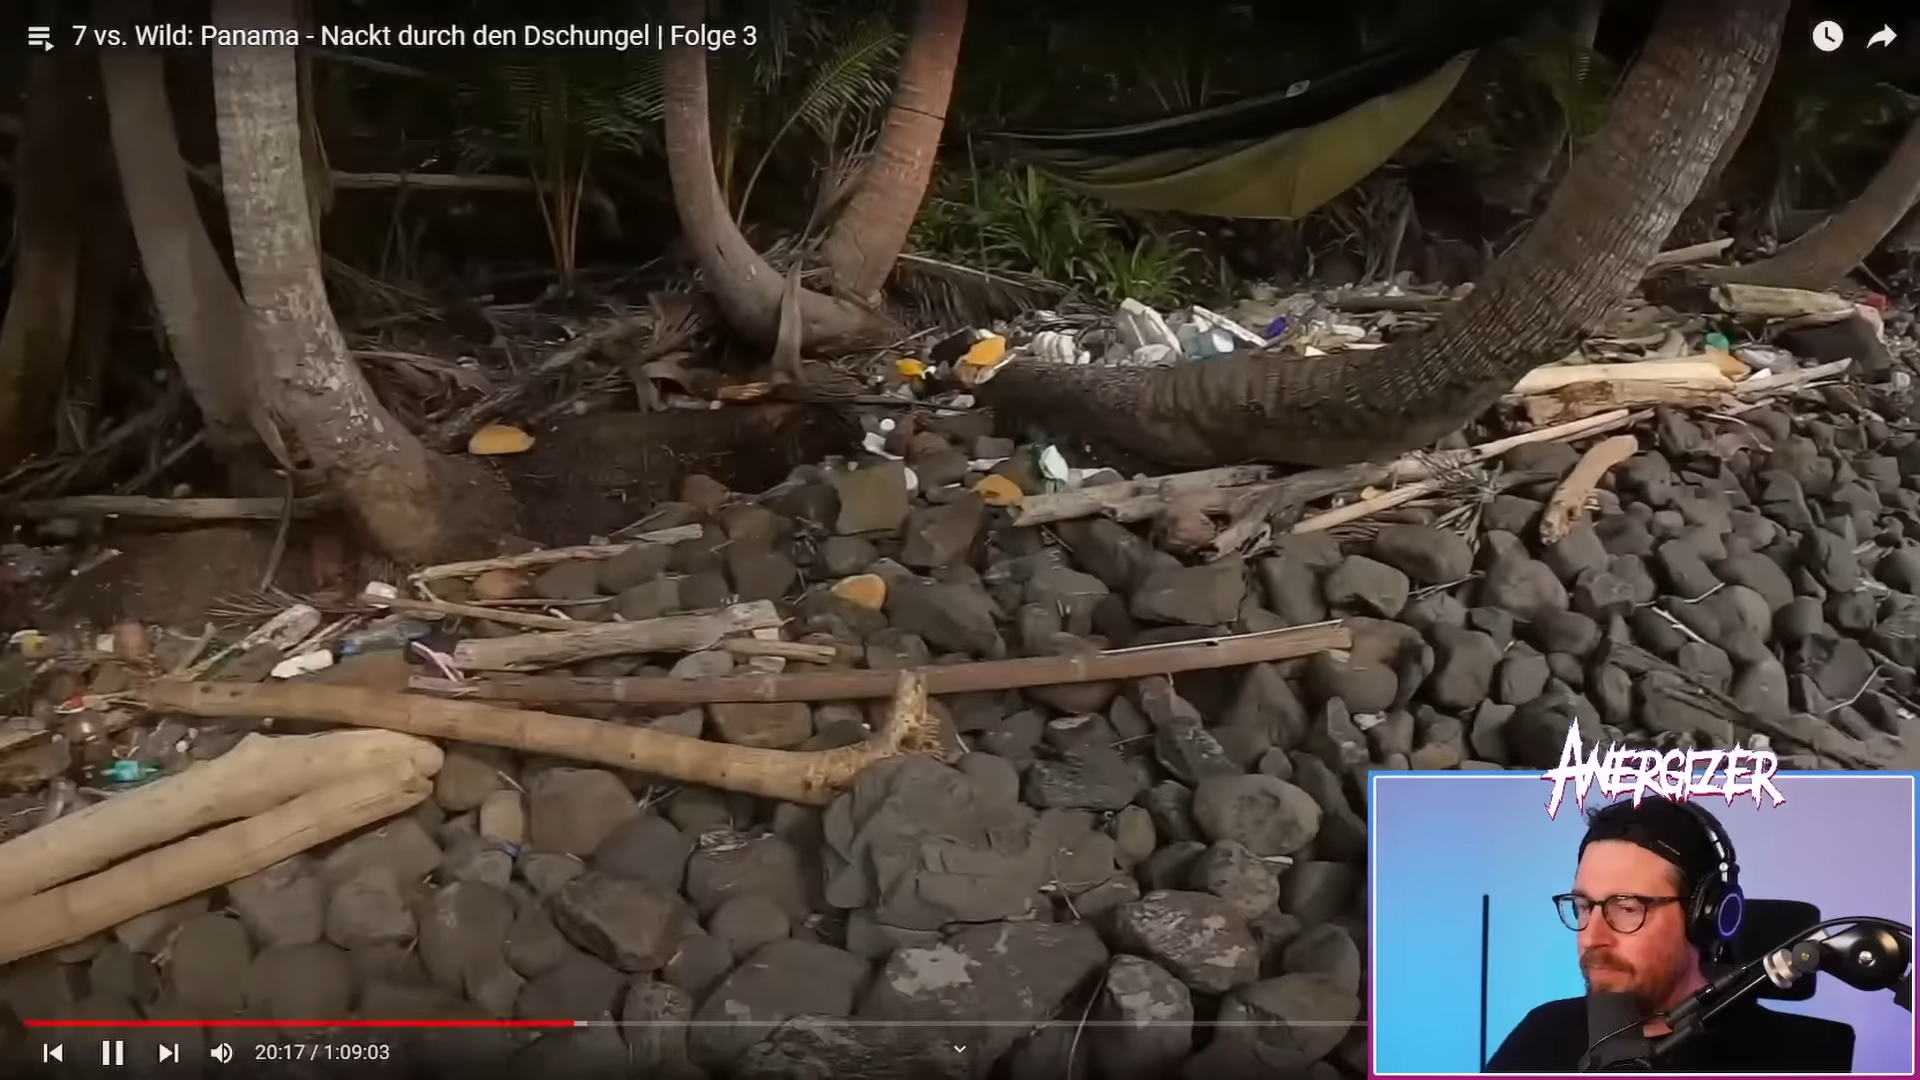 7 vs. Wild: Panama - Nackt durch den Dschungel | Folge 3
ANERGIZER
20:17 / 1:09:03